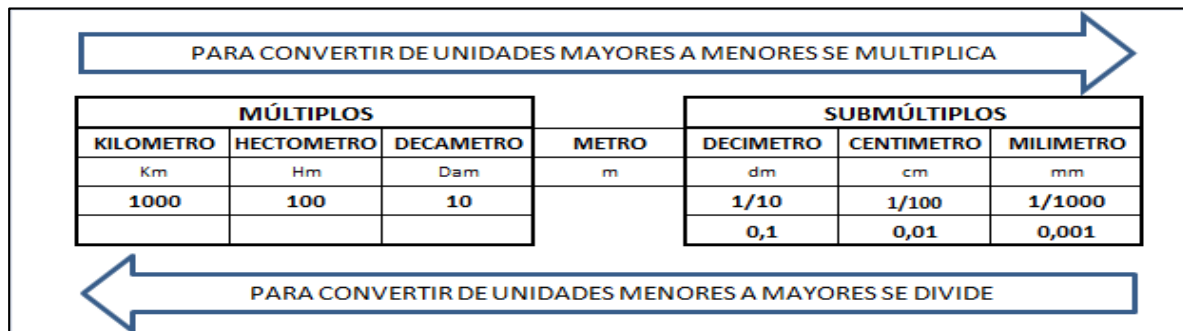 PARA CONVERTIR DE UNIDADES MAYORES A MENORES SE MULTIPLICA
MÚLTIPLOS SUBMÚLTIPLOS
KILOMETRO HECTOMETRO DECAMETRO METRO DECIMETRO CENTIMETRO MILIMETRO
Km Hm Dam m dm cm mm
1000 100 10 1/10 1/100 1/1000
0,1 0,01 0,001
PARA CONVERTIR DE UNIDADES MENORES A MAYORES SE DIVIDE